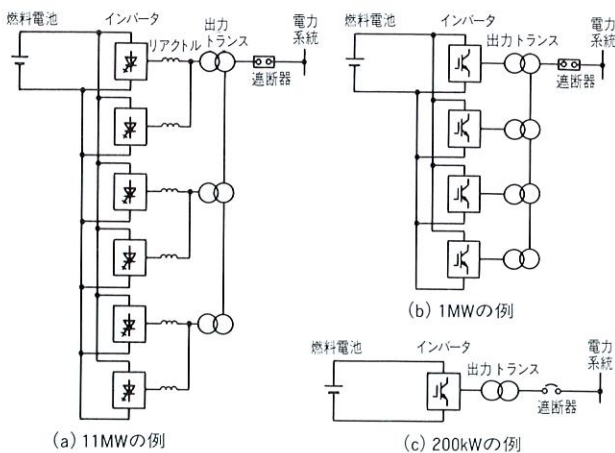 燃料電池
インバータ
リアクトル
出力
トランス
電力
系統
遮断器
(a) 11MWの例
燃料電池
インバータ
出力トランス
電力
系統
遮断器
(b) 1MWの例
燃料電池
インバータ
出力トランス
電力
系統
遮断器
(c) 200kWの例